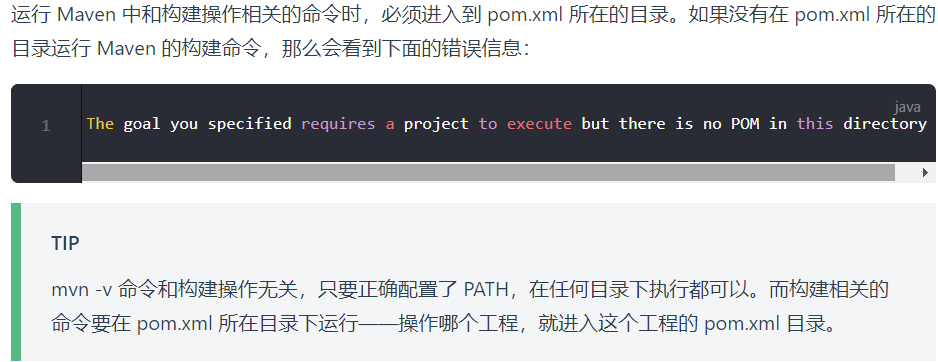 运行 Maven 中和构建操作相关的命令时，必须进入到 pom.xml 所在的目录。如果没有在 pom.xml 所在的
目录运行 Maven 的构建命令，那么会看到下面的错误信息：
java
1 The goal you specified requires a project to execute but there is no POM in this directory
TIP
mvn -v 命令和构建操作无关，只要正确配置了 PATH，在任何目录下执行都可以。而构建相关的
命令要在 pom.xml 所在目录下运行——操作哪个工程，就进入这个工程的 pom.xml 目录。